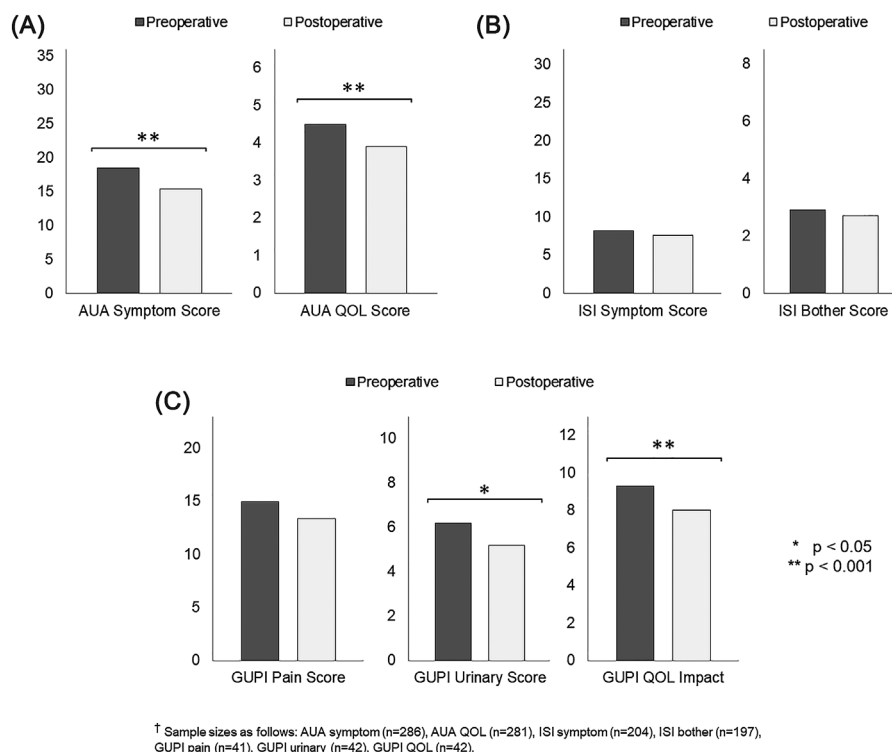 (A)
Preoperative Postoperative
35
30
25
20
15
10
5
0
**
AUA Symptom Score
6
5
4
3
2
1
0
**
AUA QOL Score
(B)
Preoperative Postoperative
30
25
20
15
10
5
0
ISI Symptom Score
8
6
4
2
0
ISI Bother Score
(C)
Preoperative Postoperative
20
15
10
5
0
GUPI Pain Score
10
8
6
4
2
0
*
GUPI Urinary Score
12
10
8
6
4
2
0
**
GUPI QOL Impact
* p < 0.05
** p < 0.001
† Sample sizes as follows: AUA symptom (n=286), AUA QOL (n=281), ISI symptom (n=204), ISI bother (n=197),
GUPI pain (n=41), GUPI urinary (n=42), GUPI QOL (n=42).